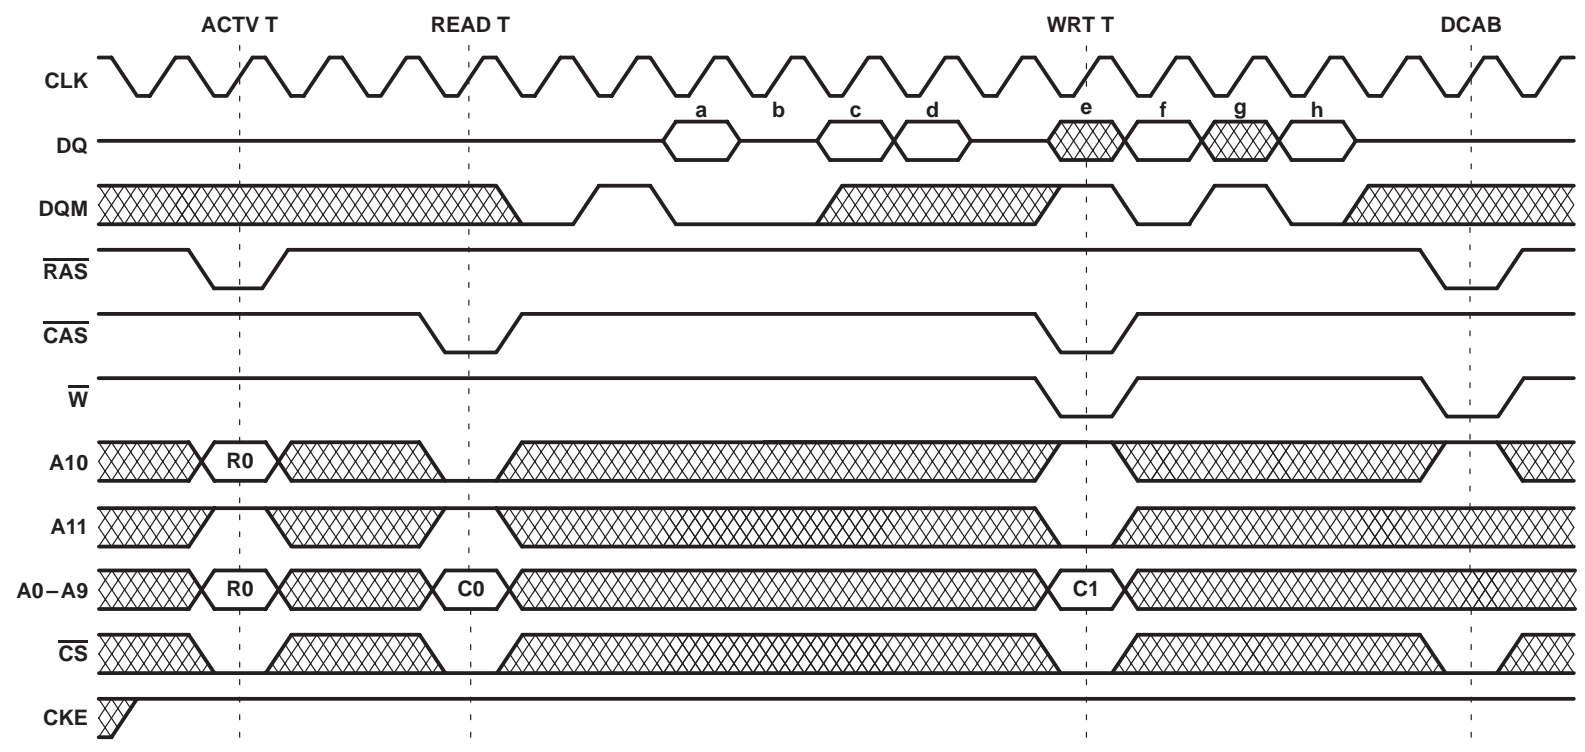 ACTV T READ T WRT T DCAB
CLK
a b c d e f g h
DQ
DQM
RAS
CAS
W
A10 R0
A11
A0–A9 R0 C0 C1
CS
CKE